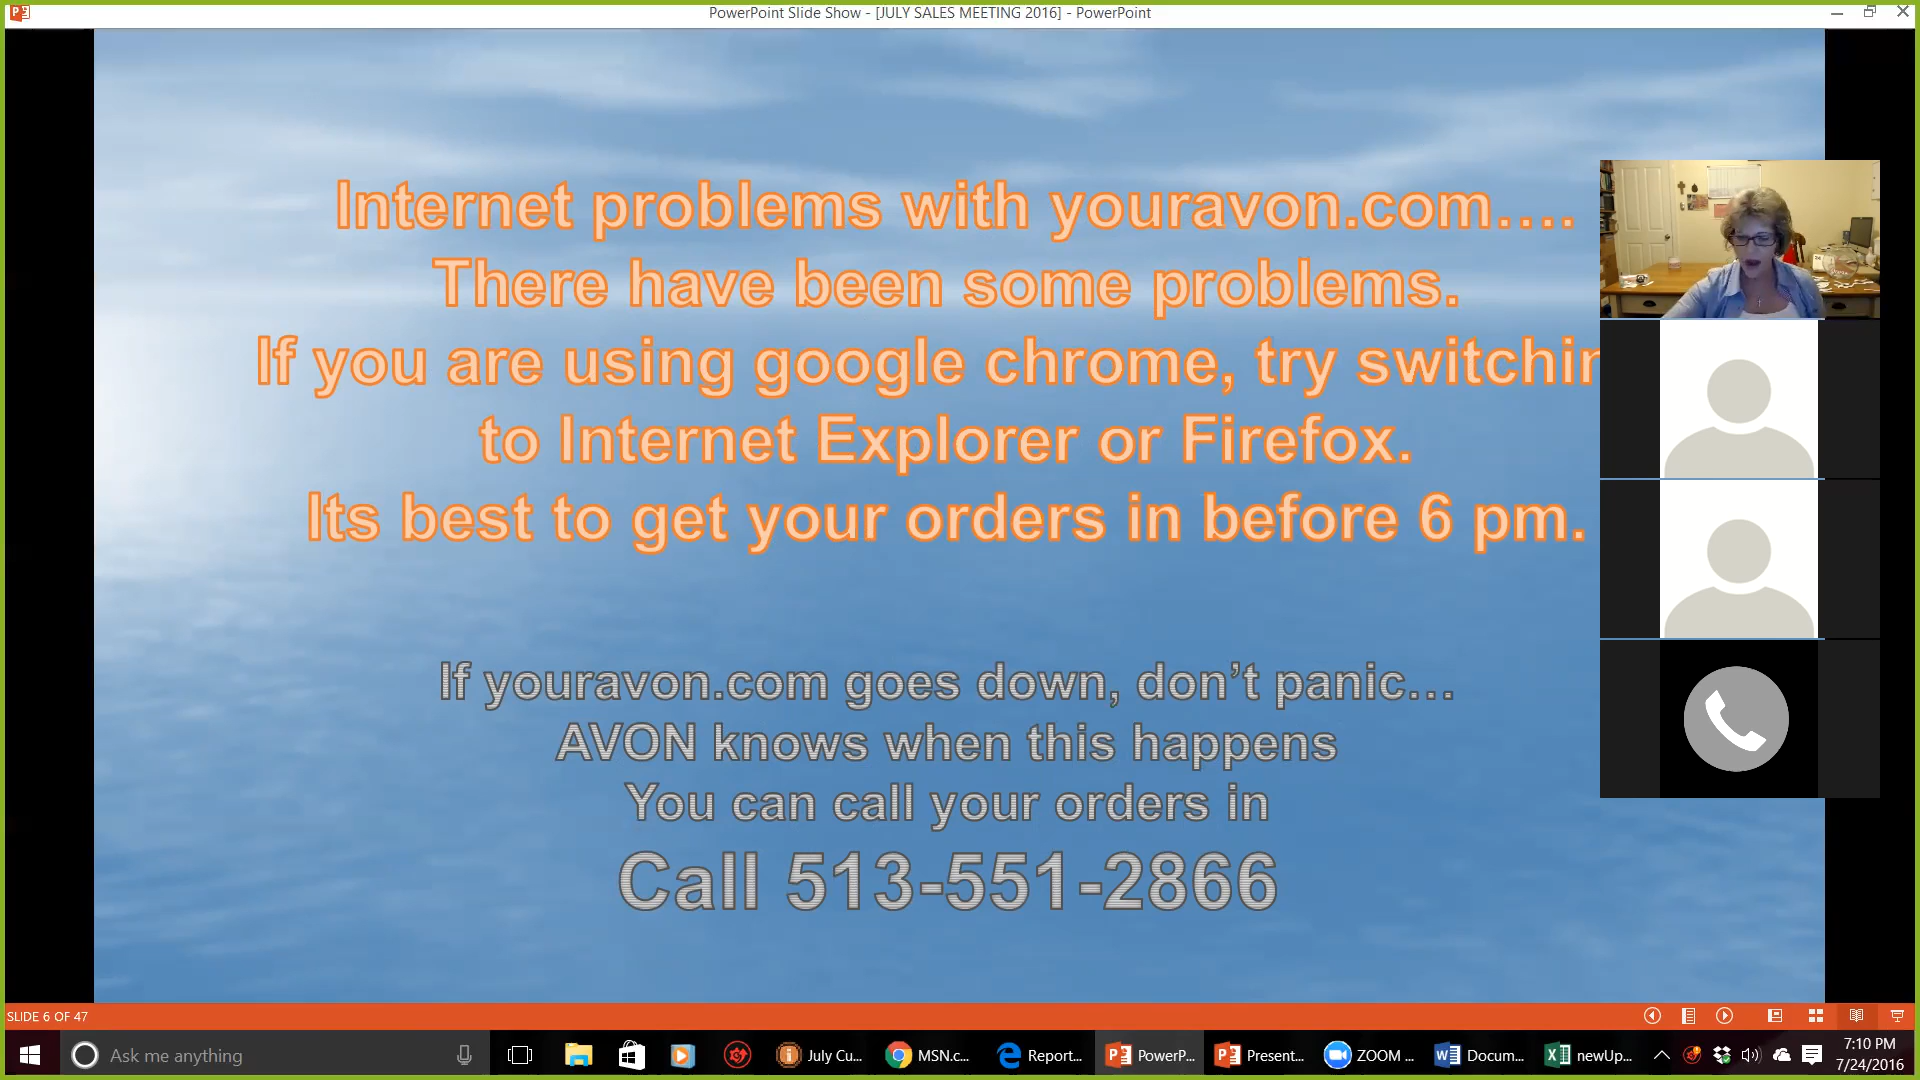 PowerPoint Slide Show - [JULY SALES MEETING 2016] - PowerPoint
Internet problems with youravon.com....
There have been some problems.
If you are using google chrome, try switchin
to Internet Explorer or Firefox.
Its best to get your orders in before 6 pm.
If youravon.com goes down, don’t panic…
AVON knows when this happens
You can call your orders in
Call 513-551-2866
SLIDE 6 OF 47
Ask me anything
July Cu...
MSN.c...
Report...
PowerP...
Present...
ZOOM ...
Docum...
newUp...
7:10 PM
7/24/2016